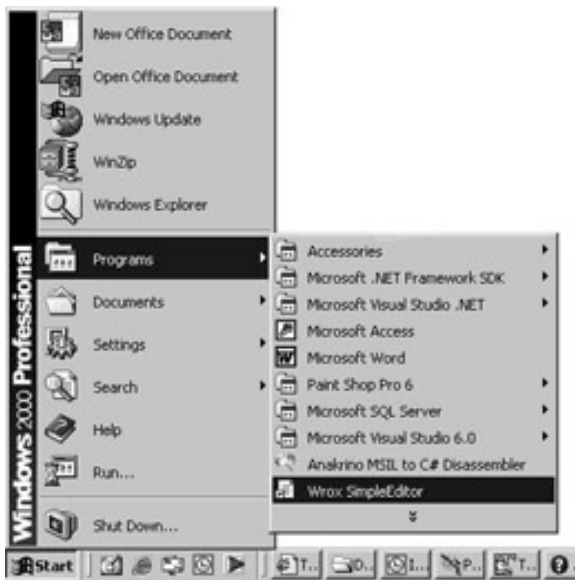 New Office Document
Open Office Document
Windows Update
WinZip
Windows Explorer
Programs
Documents
Settings
Search
Help
Run...
Shut Down...
Windows 2000 Professional
Accessories
Microsoft .NET Framework SDK
Microsoft Visual Studio .NET
Microsoft Access
Microsoft Word
Paint Shop Pro 6
Microsoft SQL Server
Microsoft Visual Studio 6.0
Anakrino MSIL to C# Disassembler
Wrox SimpleEditor
Start
T..
O..
I...
P..
T..